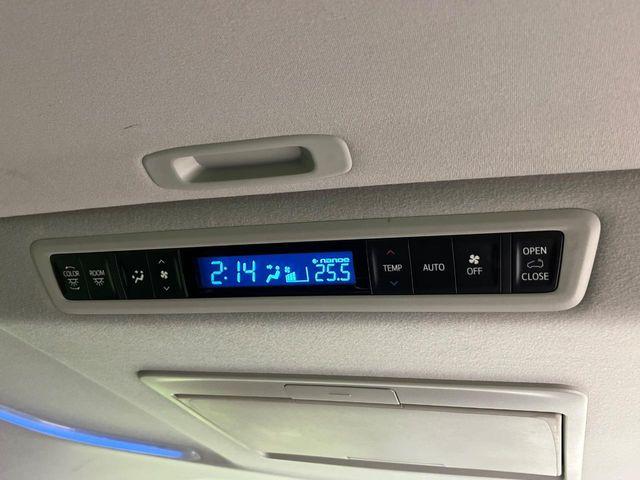 COLOR
ROOM
2:14
nanoe
25.5
TEMP
AUTO
OFF
OPEN
CLOSE